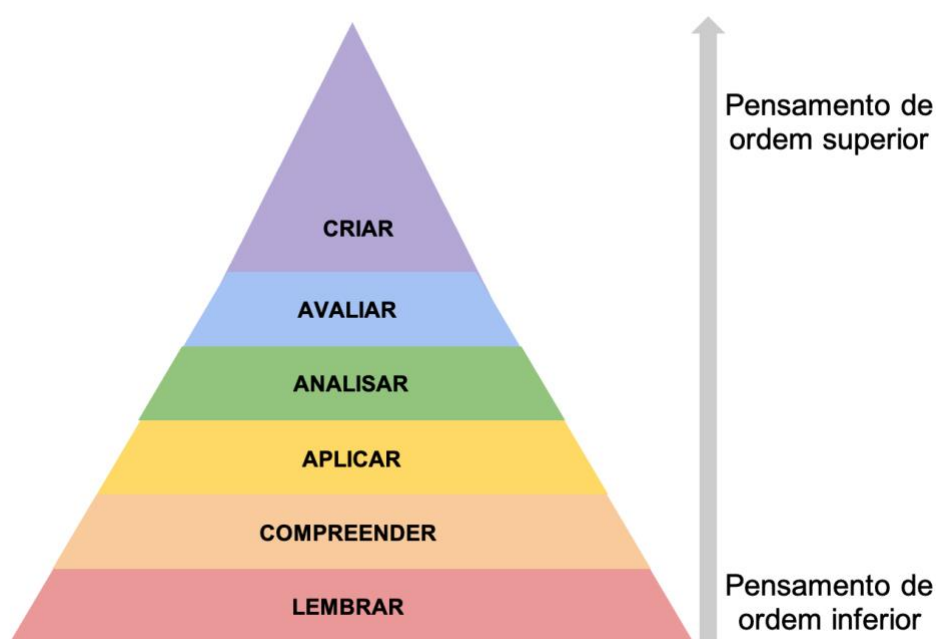 Pensamento de
ordem superior
CRIAR
AVALIAR
ANALISAR
APLICAR
COMPREENDER
LEMBRAR
Pensamento de
ordem inferior